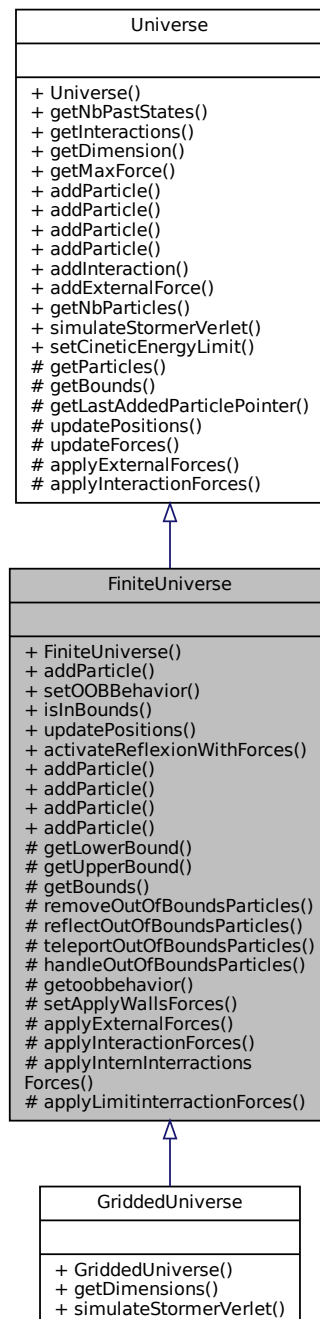 Universe
+ Universe()
+ getNbPastStates()
+ getInteractions()
+ getDimension()
+ getMaxForce()
+ addParticle()
+ addParticle()
+ addParticle()
+ addParticle()
+ addInteraction()
+ addExternalForce()
+ getNbParticles()
+ simulateStormerVerlet()
+ setCineticEnergyLimit()
# getParticles()
# getBounds()
# getLastAddedParticlePointer()
# updatePositions()
# updateForces()
# applyExternalForces()
# applyInteractionForces()
FiniteUniverse
+ FiniteUniverse()
+ addParticle()
+ setOOBBehavior()
+ isInBounds()
+ updatePositions()
+ activateReflexionWithForces()
+ addParticle()
+ addParticle()
+ addParticle()
+ addParticle()
# getLowerBound()
# getUpperBound()
# getBounds()
# removeOutOfBoundsParticles()
# reflectOutOfBoundsParticles()
# teleportOutOfBoundsParticles()
# handleOutOfBoundsParticles()
# getoobbehavior()
# setApplyWallsForces()
# applyExternalForces()
# applyInteractionForces()
# applyInternInterractions
Forces()
# applyLimitinterractionForces()
GriddedUniverse
+ GriddedUniverse()
+ getDimensions()
+ simulateStormerVerlet()